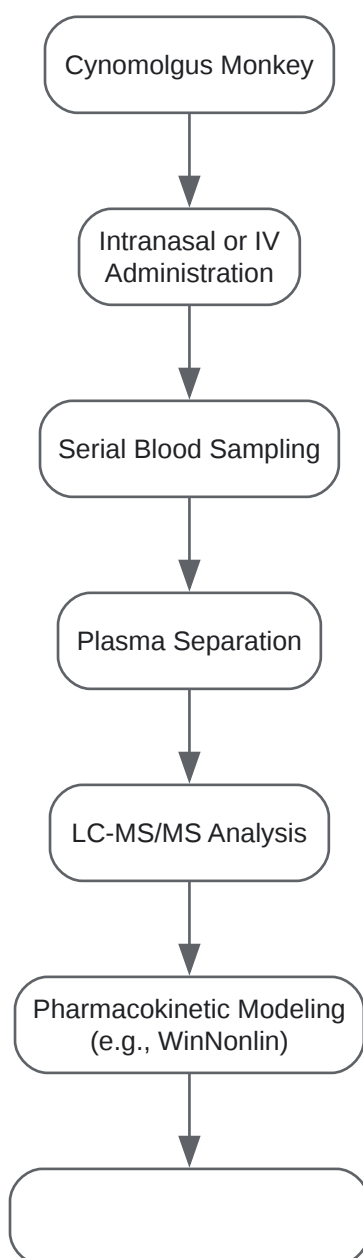 Cynomolgus Monkey
Intranasal or IV
Administration
Serial Blood Sampling
Plasma Separation
LC-MS/MS Analysis
Pharmacokinetic Modeling
(e.g., WinNonlin)